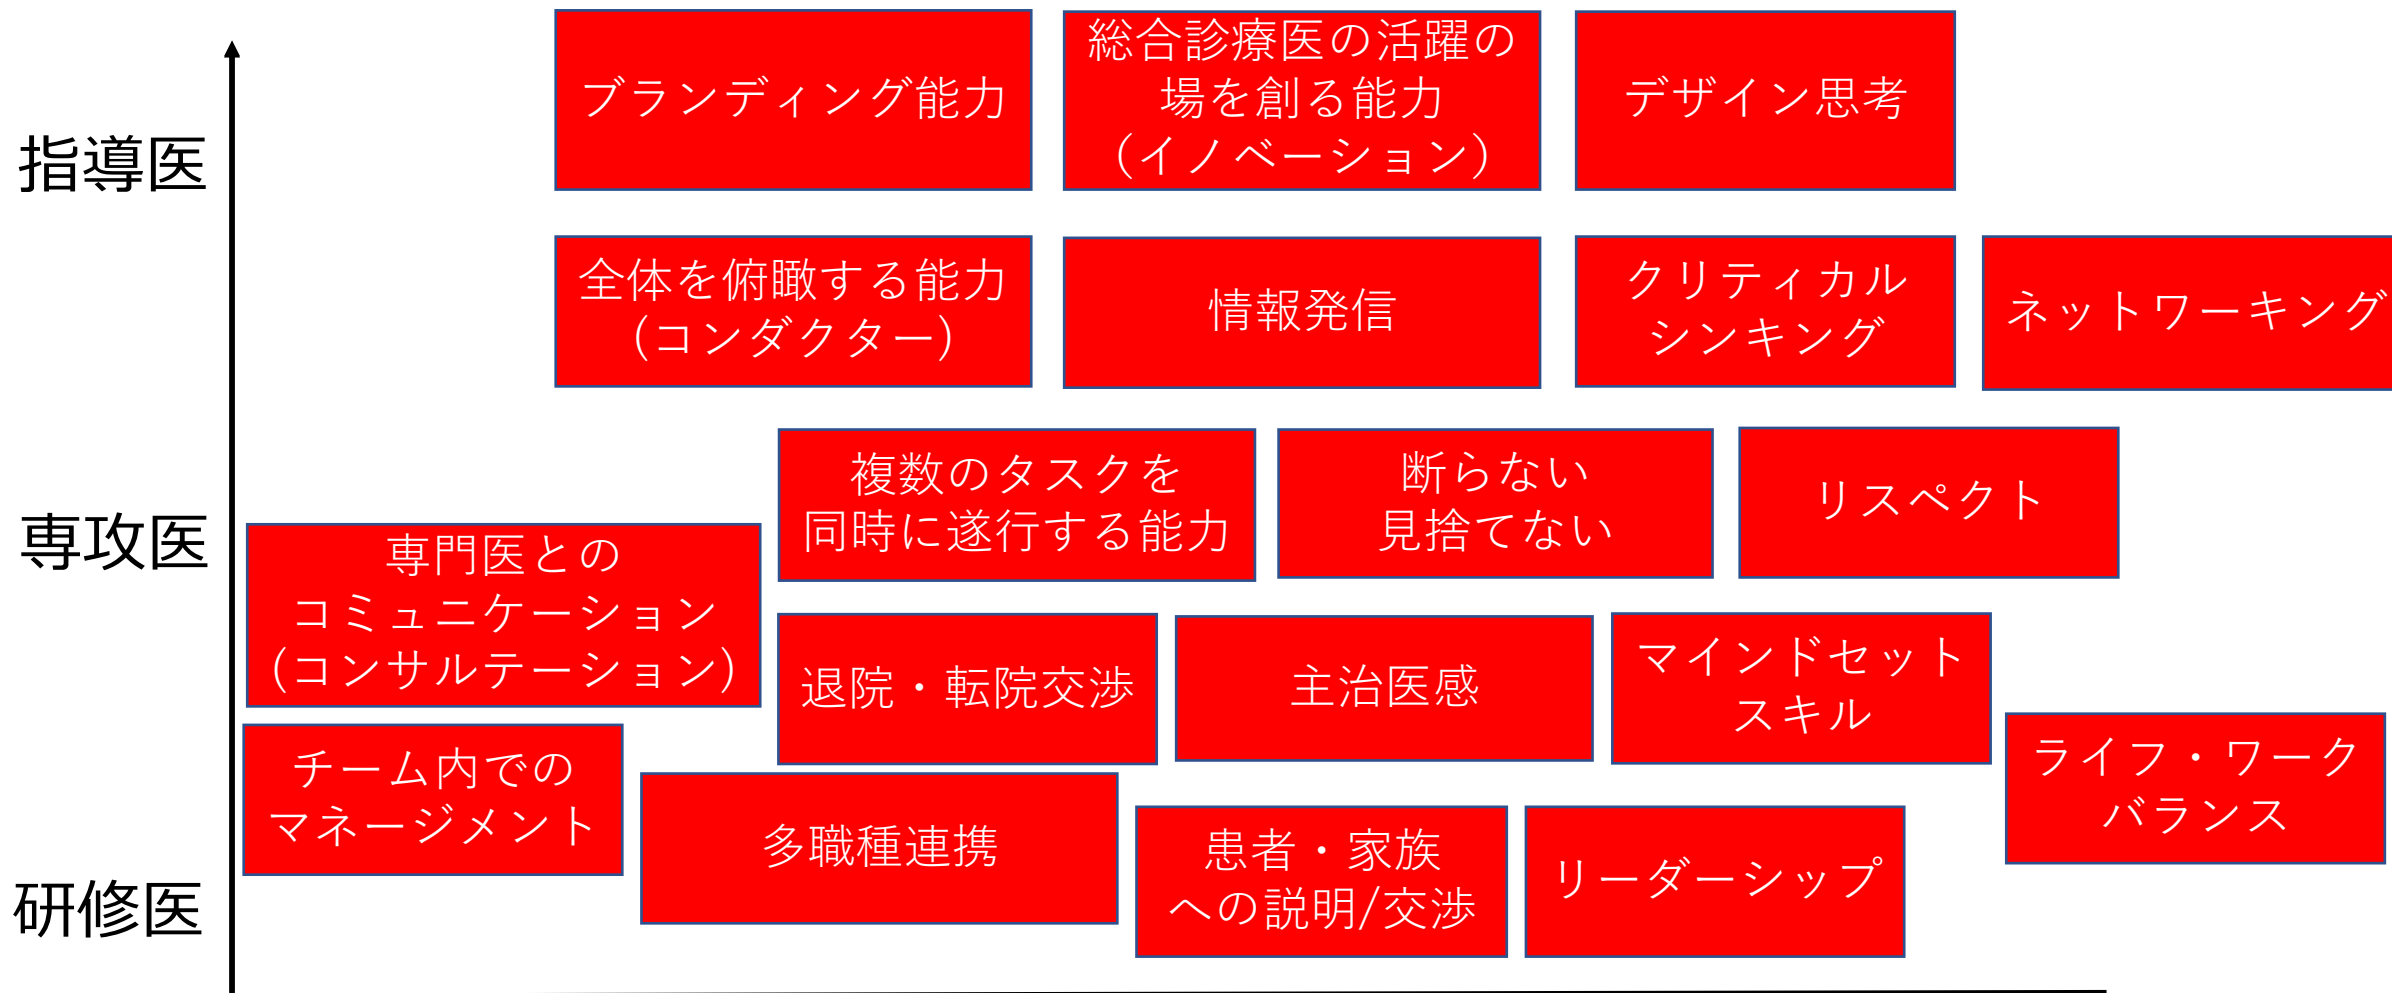 指導医
ブランディング能力
総合診療医の活躍の
場を創る能力
（イノベーション）
デザイン思考
全体を俯瞰する能力
（コンダクター）
情報発信
クリティカル
シンキング
ネットワーキング
専攻医
複数のタスクを
同時に遂行する能力
断らない
見捨てない
リスペクト
専門医との
コミュニケーション
（コンサルテーション）
退院・転院交渉
主治医感
マインドセット
スキル
ライフ・ワーク
バランス
チーム内での
マネージメント
多職種連携
患者・家族
への説明/交渉
リーダーシップ
研修医